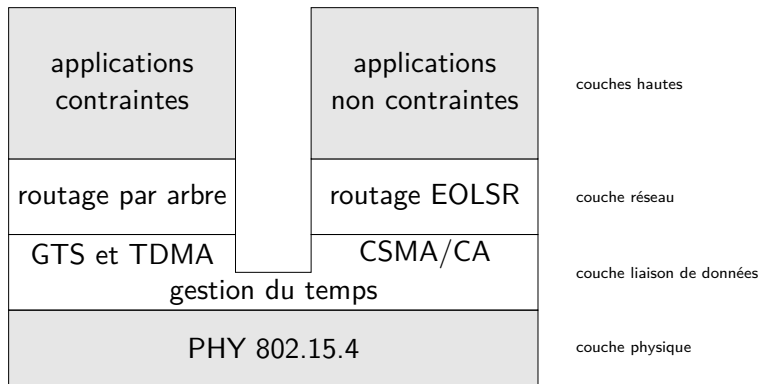 applications
contraintes
applications
non contraintes
couches hautes
routage par arbre
routage EOLSR
couche réseau
GTS et TDMA
CSMA/CA
gestion du temps
couche liaison de données
PHY 802.15.4
couche physique